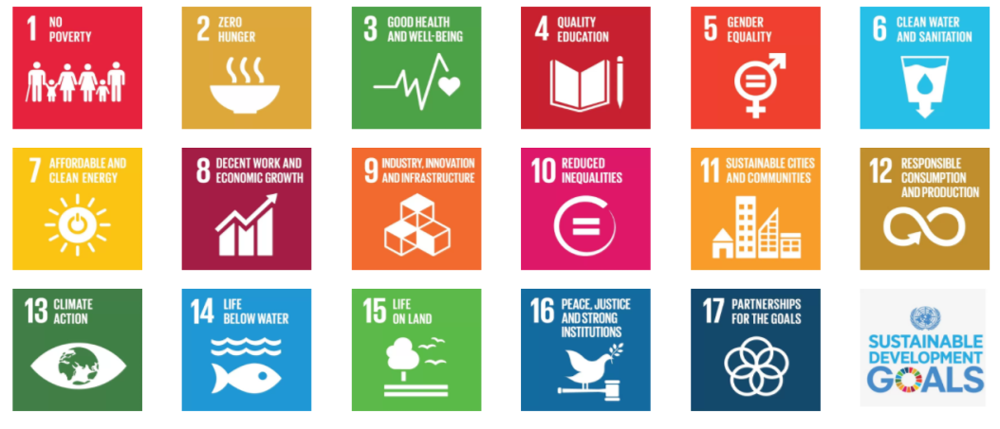 1 NO
POVERTY
2 ZERO
HUNGER
3 GOOD HEALTH
AND WELL-BEING
4 QUALITY
EDUCATION
5 GENDER
EQUALITY
6 CLEAN WATER
AND SANITATION
7 AFFORDABLE AND
CLEAN ENERGY
8 DECENT WORK AND
ECONOMIC GROWTH
9 INDUSTRY, INNOVATION
AND INFRASTRUCTURE
10 REDUCED
INEQUALITIES
11 SUSTAINABLE CITIES
AND COMMUNITIES
12 RESPONSIBLE
CONSUMPTION
AND PRODUCTION
13 CLIMATE
ACTION
14 LIFE
BELOW WATER
15 LIFE
ON LAND
16 PEACE, JUSTICE
AND STRONG
INSTITUTIONS
17 PARTNERSHIPS
FOR THE GOALS
SUSTAINABLE
DEVELOPMENT
GOALS